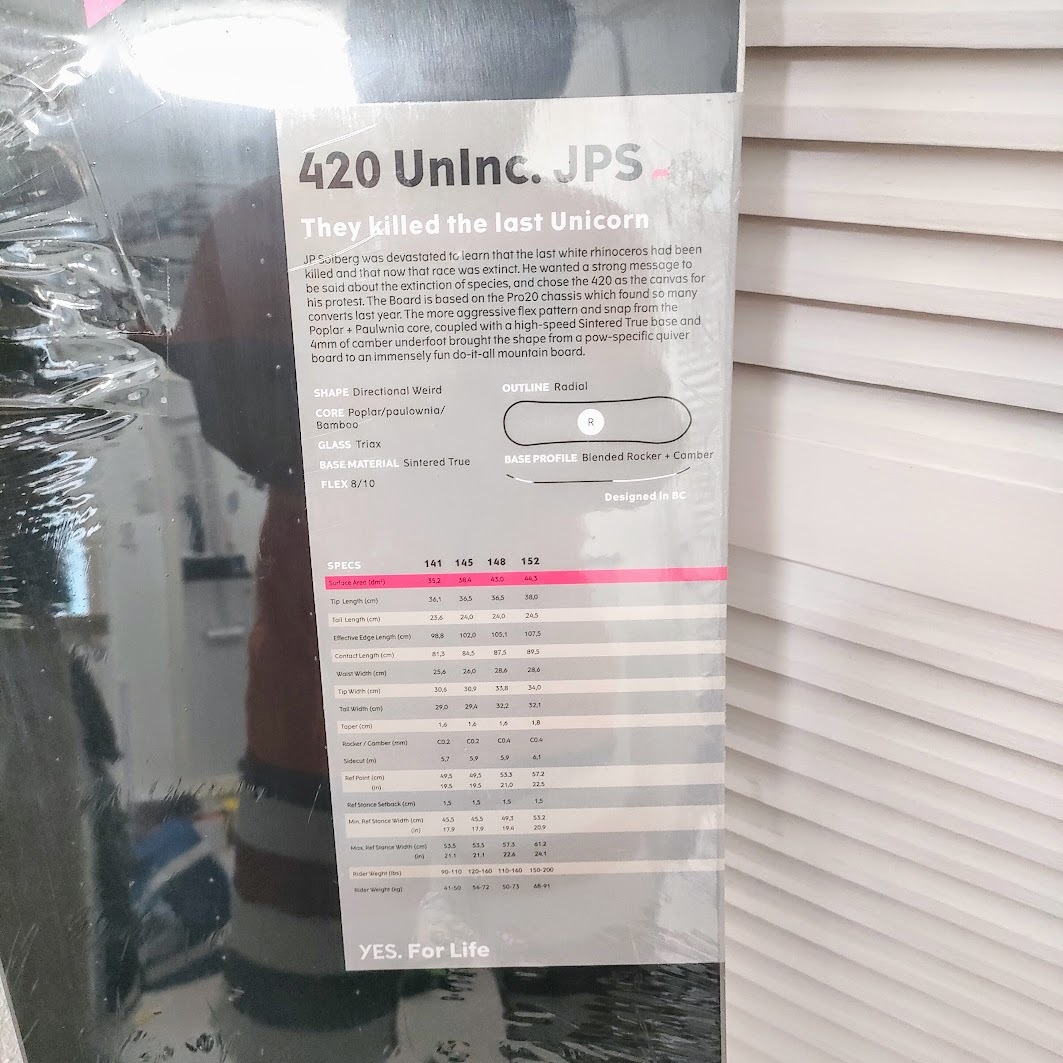 420 UnInc. JPS
They killed the last Unicorn
JP Solberg was devastated to learn that the last white rhinoceros had been
killed and that now that race was extinct. He wanted a strong message to
be said about the extinction of species, and chose the 420 as the canvas for
his protest. The Board is based on the Pro20 chassis which found so many
converts last year. The more aggressive flex pattern and snap from the
Poplar + Paulwnia core, coupled with a high-speed Sintered True base and
4mm of camber underfoot brought the shape from a pow-specific quiver
board to an immensely fun do-it-all mountain board.
SHAPE Directional Weird
CORE Poplar/paulownia/
Bamboo
GLASS Triax
BASE MATERIAL Sintered True
FLEX 8/10
OUTLINE Radial
R
BASE PROFILE Blended Rocker + Camber
Designed in BC
SPECS 141 145 148 152
Surface Area (dm²) 35,2 38,4 43,0 44,3
Tip Length (cm) 36,1 36,5 36,5 38,0
Tail Length (cm) 23,6 24,0 24,0 24,5
Effective Edge Length (cm) 98,8 102,0 105,1 107,5
Contact Length (cm) 81,3 84,5 87,5 89,5
Waist Width (cm) 25,6 26,0 28,6 28,6
Tip Width (cm) 30,6 30,9 33,8 34,0
Tail Width (cm) 29,0 29,4 32,2 32,1
Taper (cm) 1,6 1,6 1,6 1,8
Rocker / Camber (mm) C0.2 C0.2 C0.4 C0.4
Sidecut (m) 5,7 5,9 5,9 6,1
Ref Point (cm) 49,5 49,5 53.3 57.2
(in) 19.5 19.5 21,0 22,5
Ref Stance Setback (cm) 1,5 1,5 1,5 1,5
Min. Ref Stance Width (cm) 45,5 45,5 49,3 53.2
(in) 17.9 17.9 19.4 20.9
Max. Ref Stance Width (cm) 53.5 53.5 57.3 61.2
(in) 21.1 21.1 22.6 24,1
Rider Weght (lbs) 90-110 120-160 110-160 150-200
Rider Weight (kg) 41-50 54-72 50-73 68-91
YES. For Life